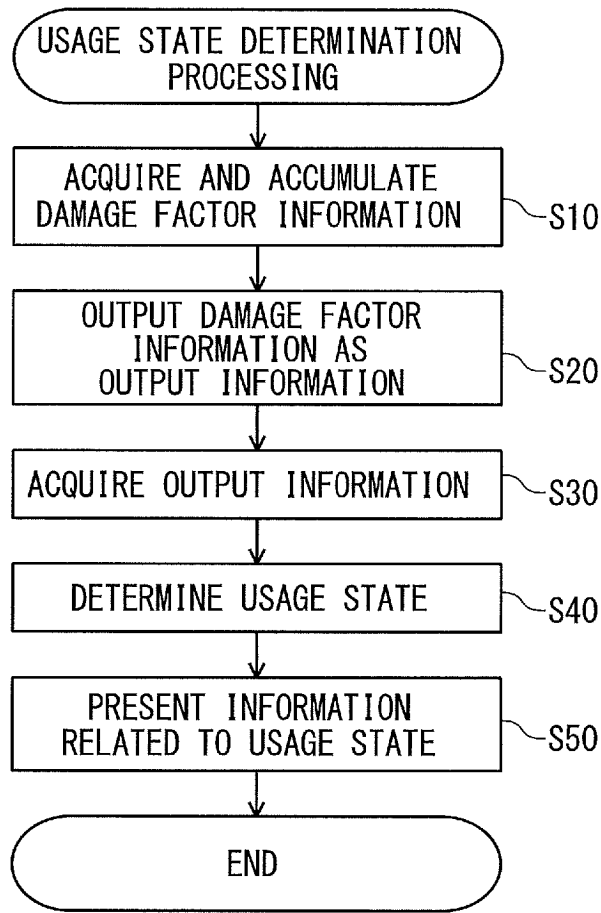 USAGE STATE DETERMINATION
PROCESSING
ACQUIRE AND ACCUMULATE
DAMAGE FACTOR INFORMATION
S10
OUTPUT DAMAGE FACTOR
INFORMATION AS
OUTPUT INFORMATION
S20
ACQUIRE OUTPUT INFORMATION
S30
DETERMINE USAGE STATE
S40
PRESENT INFORMATION
RELATED TO USAGE STATE
S50
END